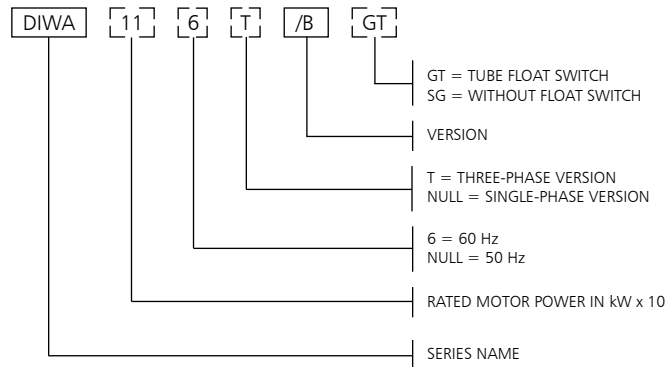 DIWA 11 6 T /B GT
GT = TUBE FLOAT SWITCH
SG = WITHOUT FLOAT SWITCH
VERSION
T = THREE-PHASE VERSION
NULL = SINGLE-PHASE VERSION
6 = 60 Hz
NULL = 50 Hz
RATED MOTOR POWER IN kW x 10
SERIES NAME